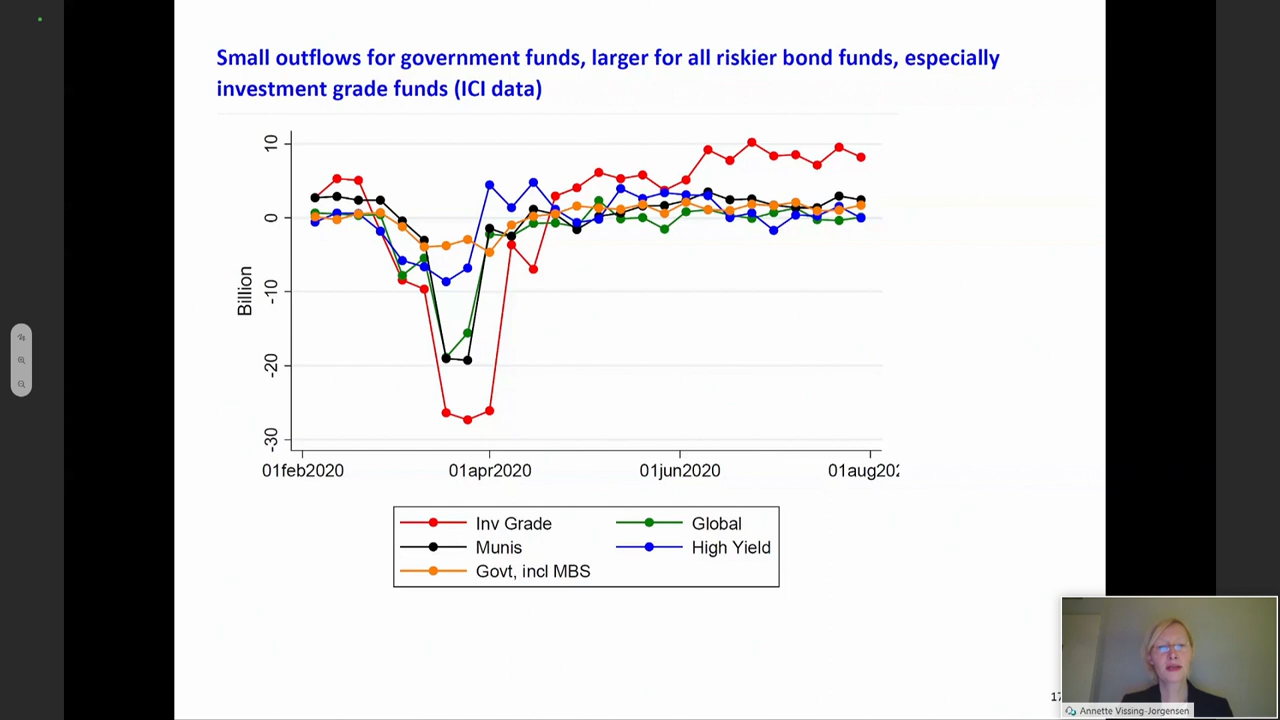 Small outflows for government funds, larger for all riskier bond funds, especially
investment grade funds (ICI data)
10
0
-10
-20
-30
Billion
01feb2020 01apr2020 01jun2020 01aug202
Inv Grade Global
Munis High Yield
Govt, incl MBS
17
Annette Vissing-Jorgensen